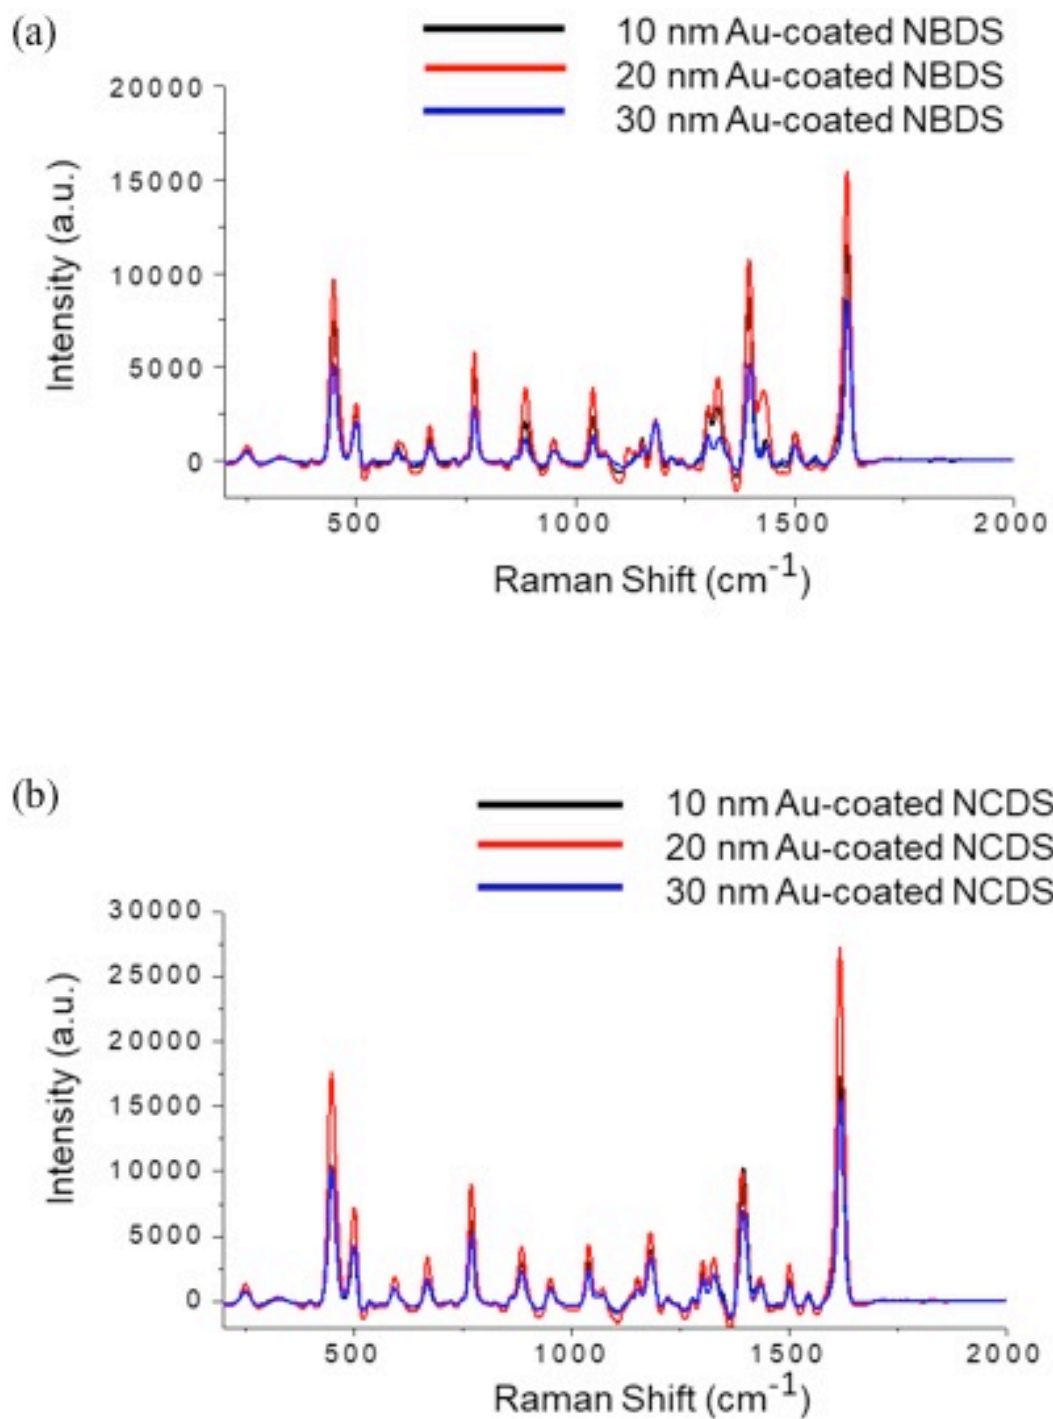 (a)
10 nm Au-coated NBDS
20 nm Au-coated NBDS
30 nm Au-coated NBDS
20000
15000
10000
5000
0
Intensity (a.u.)
500 1000 1500 2000
Raman Shift (cm⁻¹)
(b)
10 nm Au-coated NCDS
20 nm Au-coated NCDS
30 nm Au-coated NCDS
30000
25000
20000
15000
10000
5000
0
Intensity (a.u.)
500 1000 1500 2000
Raman Shift (cm⁻¹)